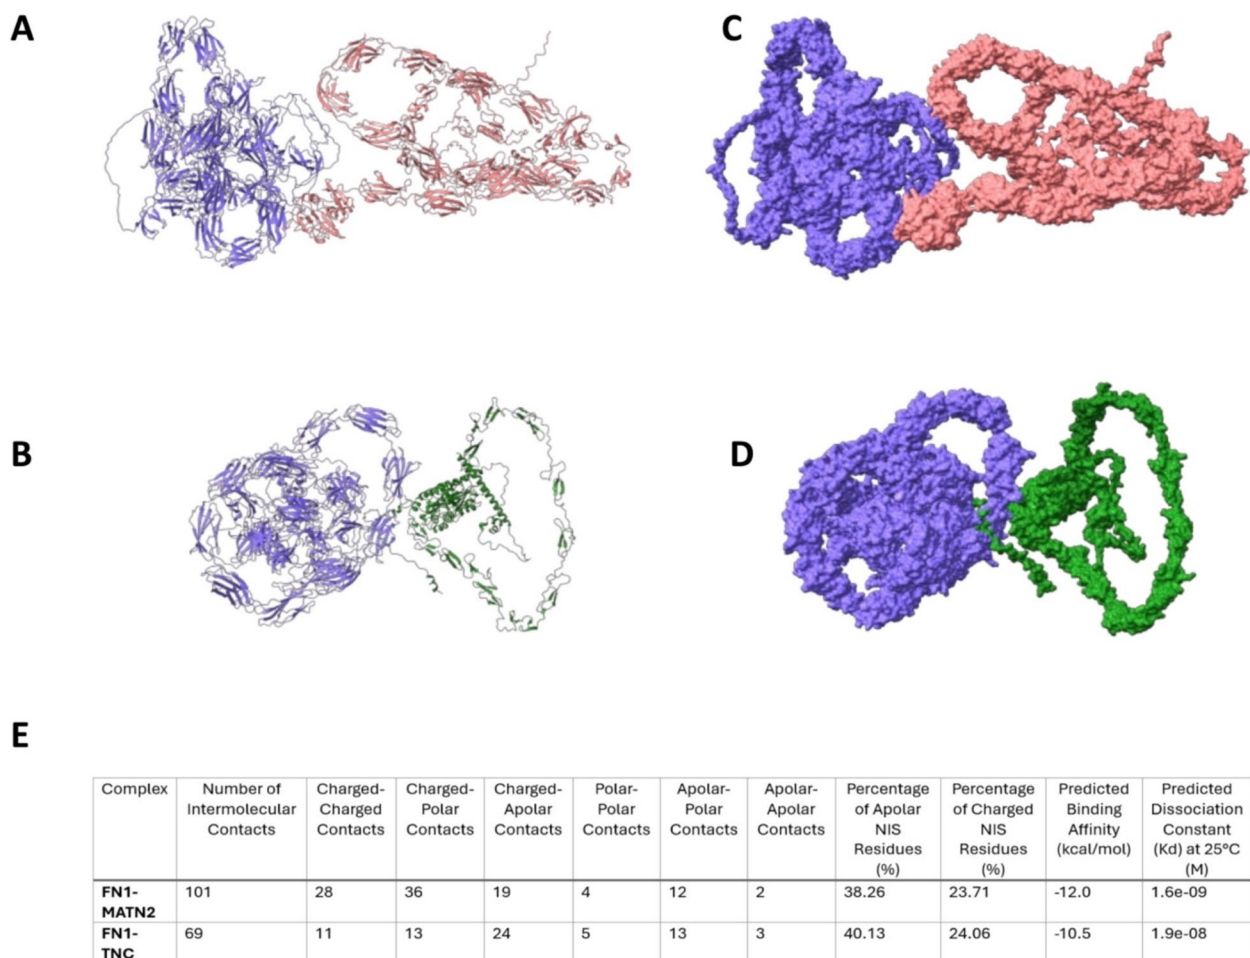 A
C
B
D
E
Complex
Number of
Intermolecular
Contacts
Charged-
Charged
Contacts
Charged-
Polar
Contacts
Charged-
Apolar
Contacts
Polar-
Polar
Contacts
Apolar-
Polar
Contacts
Apolar-
Apolar
Contacts
Percentage
of Apolar
NIS
Residues
(%)
Percentage
of Charged
NIS
Residues
(%)
Predicted
Binding
Affinity
(kcal/mol)
Predicted
Dissociation
Constant
(Kd) at 25°C
(M)
FN1-
MATN2
101
28
36
19
4
12
2
38.26
23.71
-12.0
1.6e-09
FN1-
TNC
69
11
13
24
5
13
3
40.13
24.06
-10.5
1.9e-08